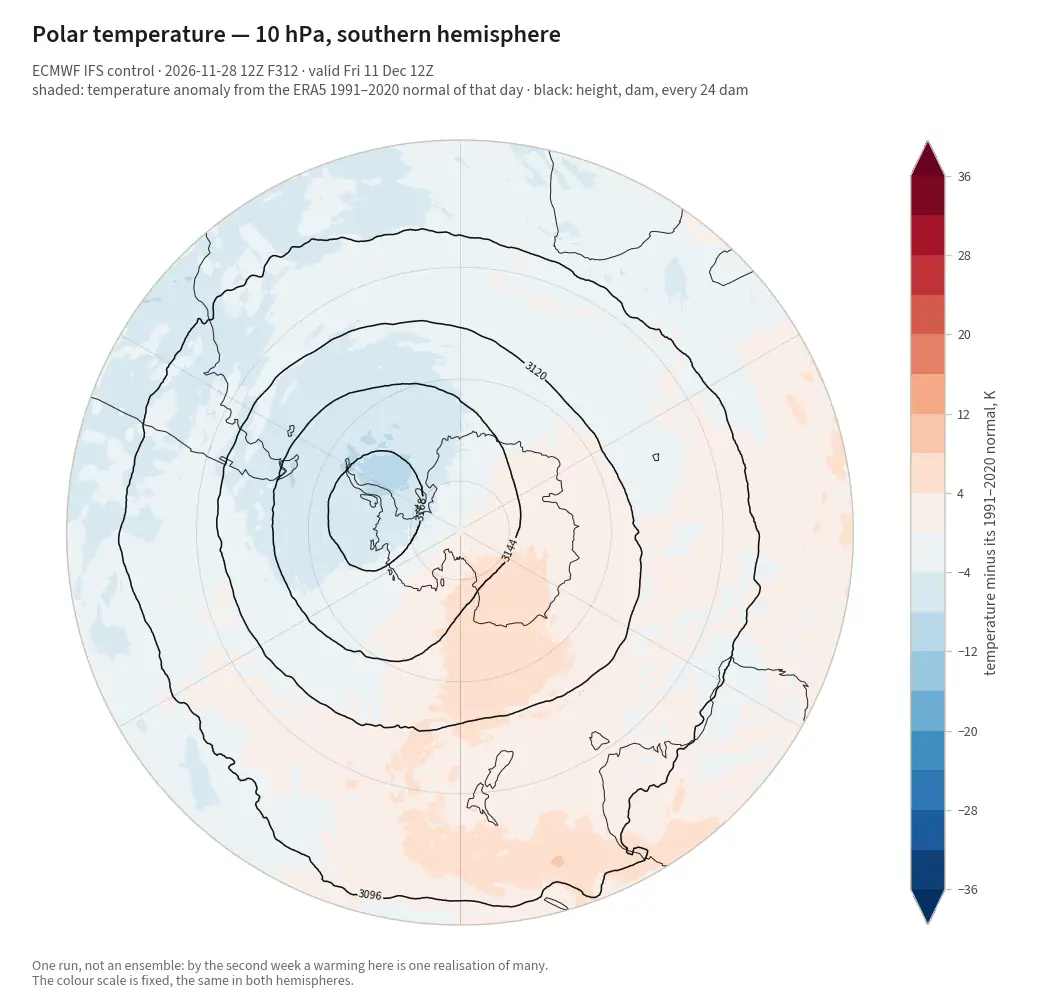 Polar temperature — 10 hPa, southern hemisphere
ECMWF IFS control · 2026-11-28 12Z F312 · valid Fri 11 Dec 12Z
shaded: temperature anomaly from the ERA5 1991–2020 normal of that day · black: height, dam, every 24 dam
36
28
20
12
4
−4
−12
−20
−28
−36
temperature minus its 1991–2020 normal, K
3120
3168
3144
3096
One run, not an ensemble: by the second week a warming here is one realisation of many.
The colour scale is fixed, the same in both hemispheres.